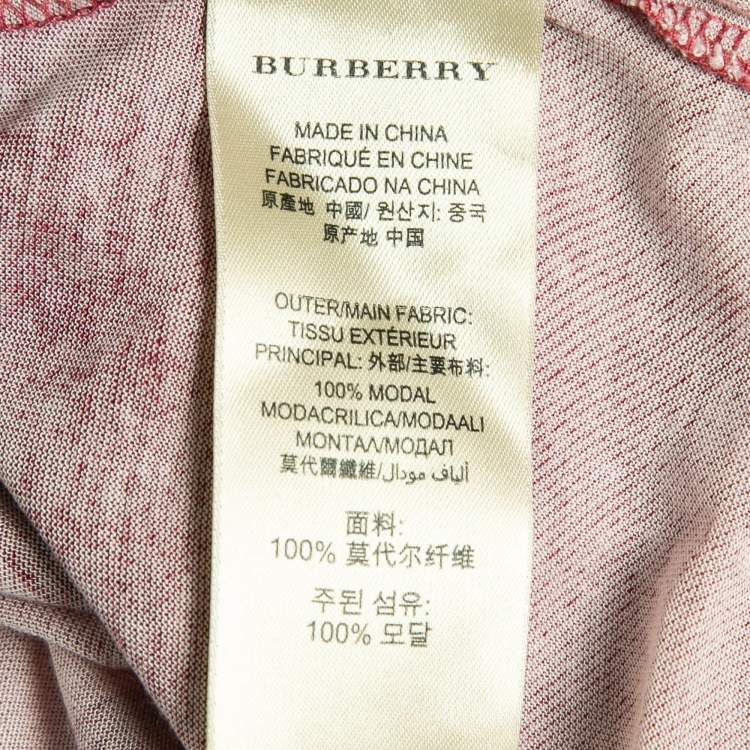 BURBERRY
MADE IN CHINA
FABRIQUÉ EN CHINE
FABRICADO NA CHINA
原產地 中國/ 원산지: 중국
原产地 中国
OUTER/MAIN FABRIC:
TISSU EXTÉRIEUR
PRINCIPAL: 外部/主要布料:
100% MODAL
MODACRILICA/MODAALI
ΜΟΝΤΑΛ/МОДАЛ
莫代爾纖維/ألياف مودال
面料:
100% 莫代尔纤维
주된 섬유:
100% 모달